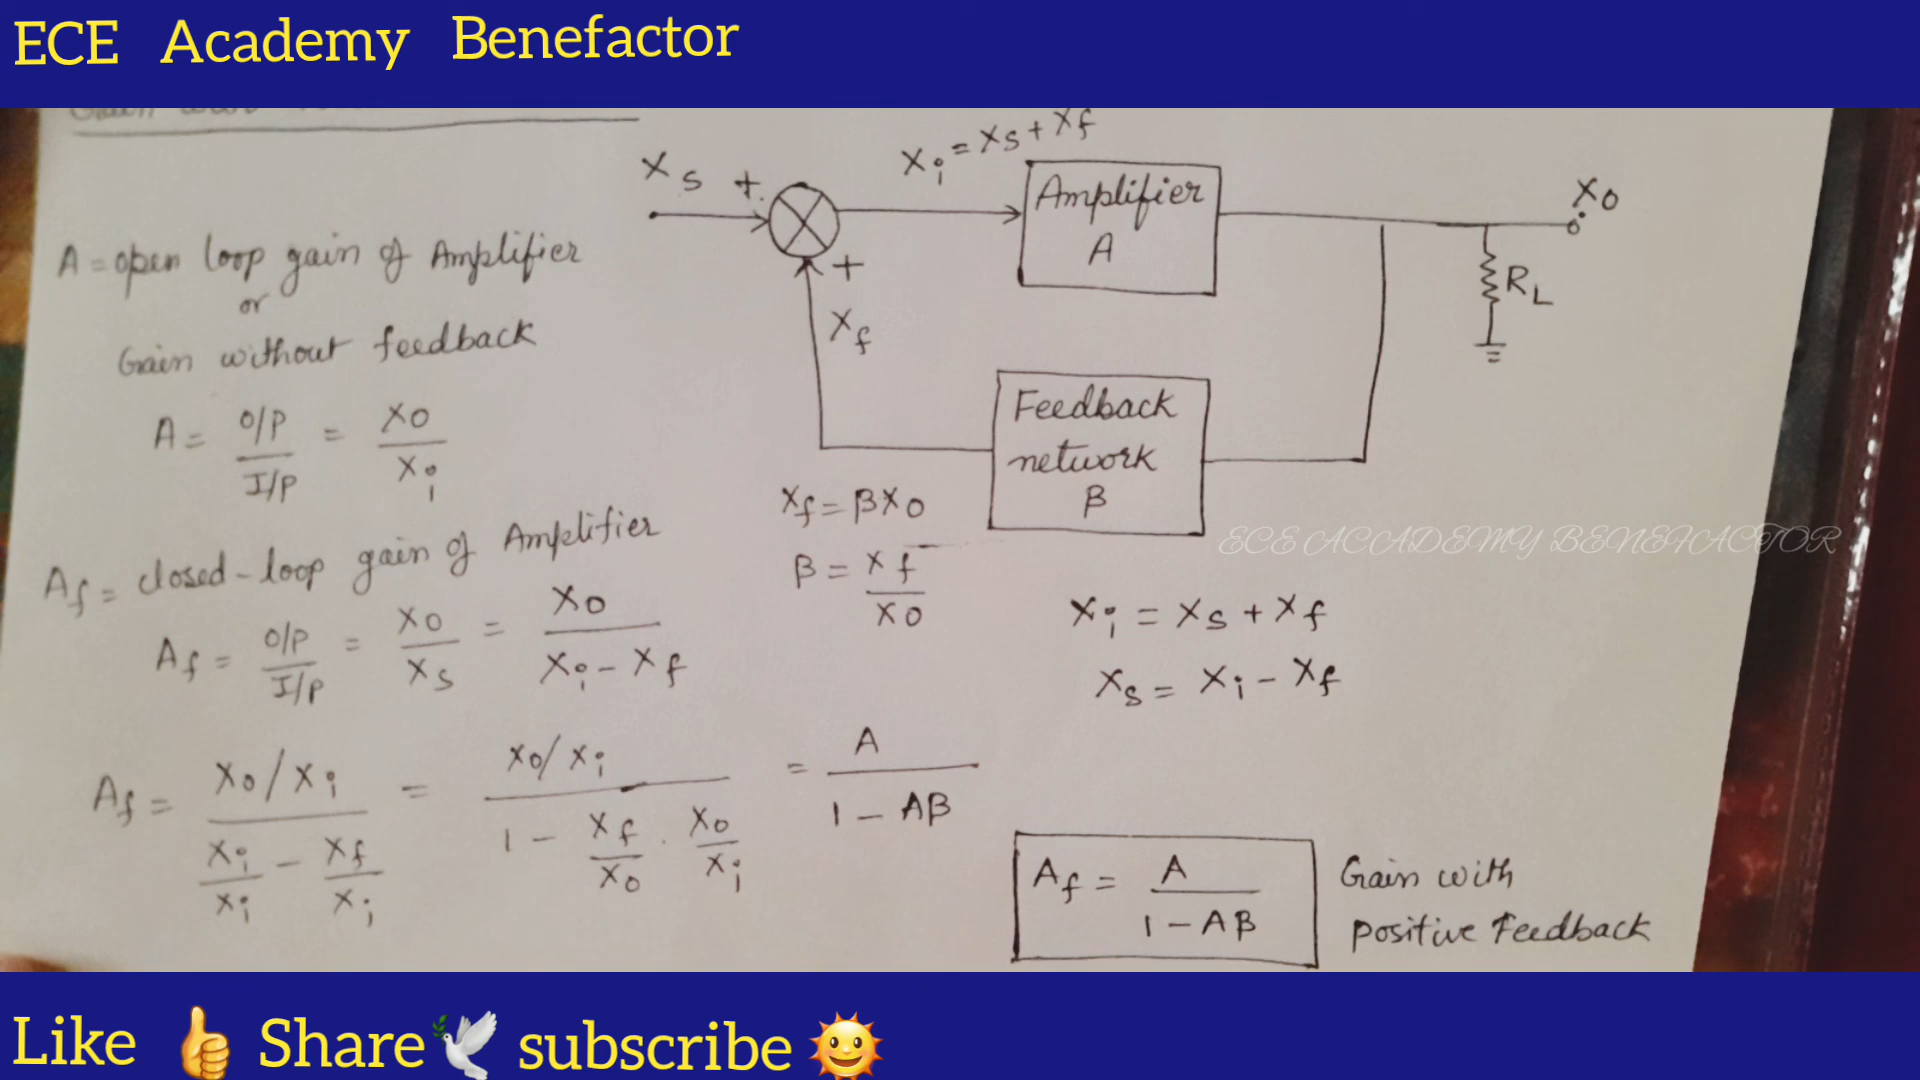 ECE Academy Benefactor
Xs +
Xi = Xs + Xf
Amplifier
A
Xo
RL
+
Xf
Feedback
network
β
A = open loop gain of Amplifier
or
Gain without feedback
A = O/P / I/P = Xo / Xi
Af = closed-loop gain of Amplifier
Af = O/P / I/P = Xo / Xs = Xo / Xi - Xf
Xf = βXo
β = Xf / Xo
ECE ACCADEMY BENEFACTOR
Xi = Xs + Xf
Xs = Xi - Xf
Af = Xo/Xi / Xi/Xi - Xf/Xi = Xo/Xi / 1 - Xf/Xo . Xo/Xi = A / 1 - Aβ
Af = A / 1 - Aβ
Gain with
positive Feedback
Like 👍 Share 🕊 subscribe 🌞